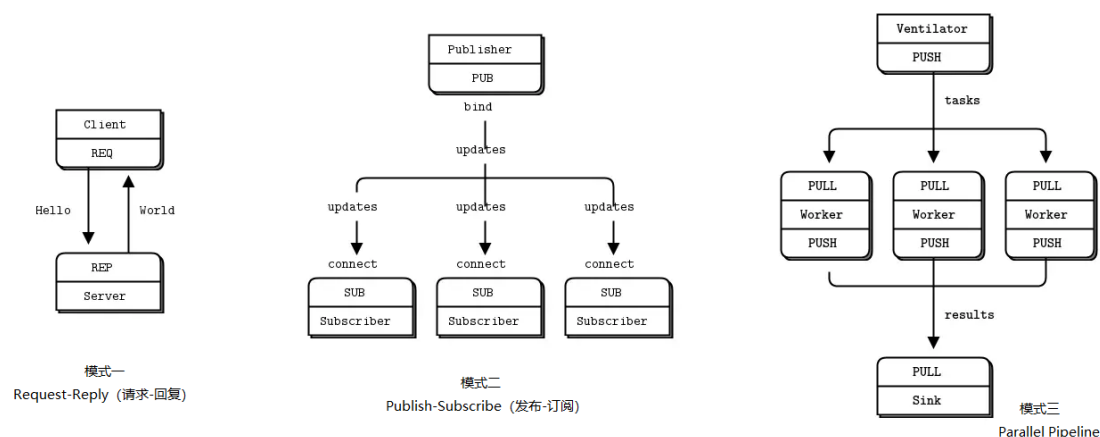 Client
REQ
Hello
World
REP
Server
模式一
Request-Reply (请求-回复)
Publisher
PUB
bind
updates
updates
updates
updates
connect
connect
connect
SUB
SUB
SUB
Subscriber
Subscriber
Subscriber
模式二
Publish-Subscribe (发布-订阅)
Ventilator
PUSH
tasks
PULL
PULL
PULL
Worker
Worker
Worker
PUSH
PUSH
PUSH
results
PULL
Sink
模式三
Parallel Pipeline